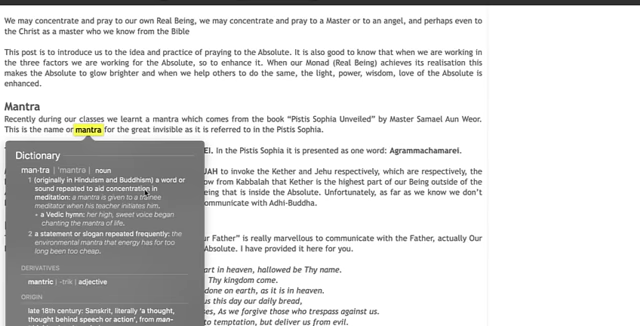 We may concentrate and pray to our own Real Being, we may concentrate and pray to a Master or to an angel, and perhaps even to
the Christ as a master who we know from the Bible
This post is to introduce us to the idea and practice of praying to the Absolute. It is also good to know that when we are working in
the three factors we are working for the Absolute, so to enhance it. When our Monad (Real Being) achieves its realisation this
makes the Absolute to glow brighter and when we help others to do the same, the light, power, wisdom, love of the Absolute is
enhanced.
Mantra
Recently during our classes we learnt a mantra which comes from the book “Pistis Sophia Unveiled” by Master Samael Aun Weor.
This is the name or mantra for the great invisible as it is referred to in the Pistis Sophia.
EI. In the Pistis Sophia it is presented as one word: Agrammachamarei.
JAH to invoke the Kether and Jehu respectively, which are respectively, the
ow from Kabbalah that Kether is the highest part of our Being outside of the
eing that is inside the Absolute. Unfortunately, as far as we know we don’t
ommunicate with Adhi-Buddha.
ur Father” is really marvellous to communicate with the Father, actually Our
Absolute. I have provided it here for you.
art in heaven, hallowed be Thy name.
Thy kingdom come.
done on earth, as it is in heaven.
us this day our daily bread,
ses, As we forgive those who trespass against us.
to temptation, but deliver us from evil.
Dictionary
man·tra | ˈmantrə | noun
1 (originally in Hinduism and Buddhism) a word or
sound repeated to aid concentration in
meditation: a mantra is given to a trainee
meditator when his teacher initiates him.
• a Vedic hymn: her high, sweet voice began
chanting the mantra of life.
2 a statement or slogan repeated frequently: the
environmental mantra that energy has for too
long been too cheap.
DERIVATIVES
mantric | -trik | adjective
ORIGIN
late 18th century: Sanskrit, literally ‘a thought,
thought behind speech or action’, from man-